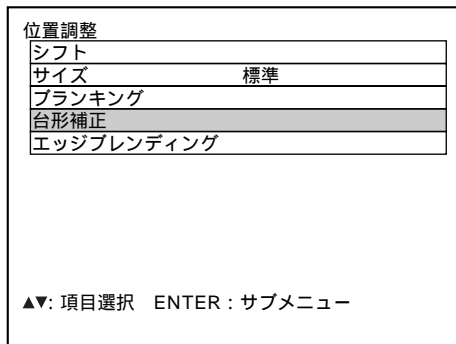 位置調整
シフト
サイズ 標準
ブランキング
台形補正
エッジブレンディング
▲▼: 項目選択 ENTER : サブメニュー